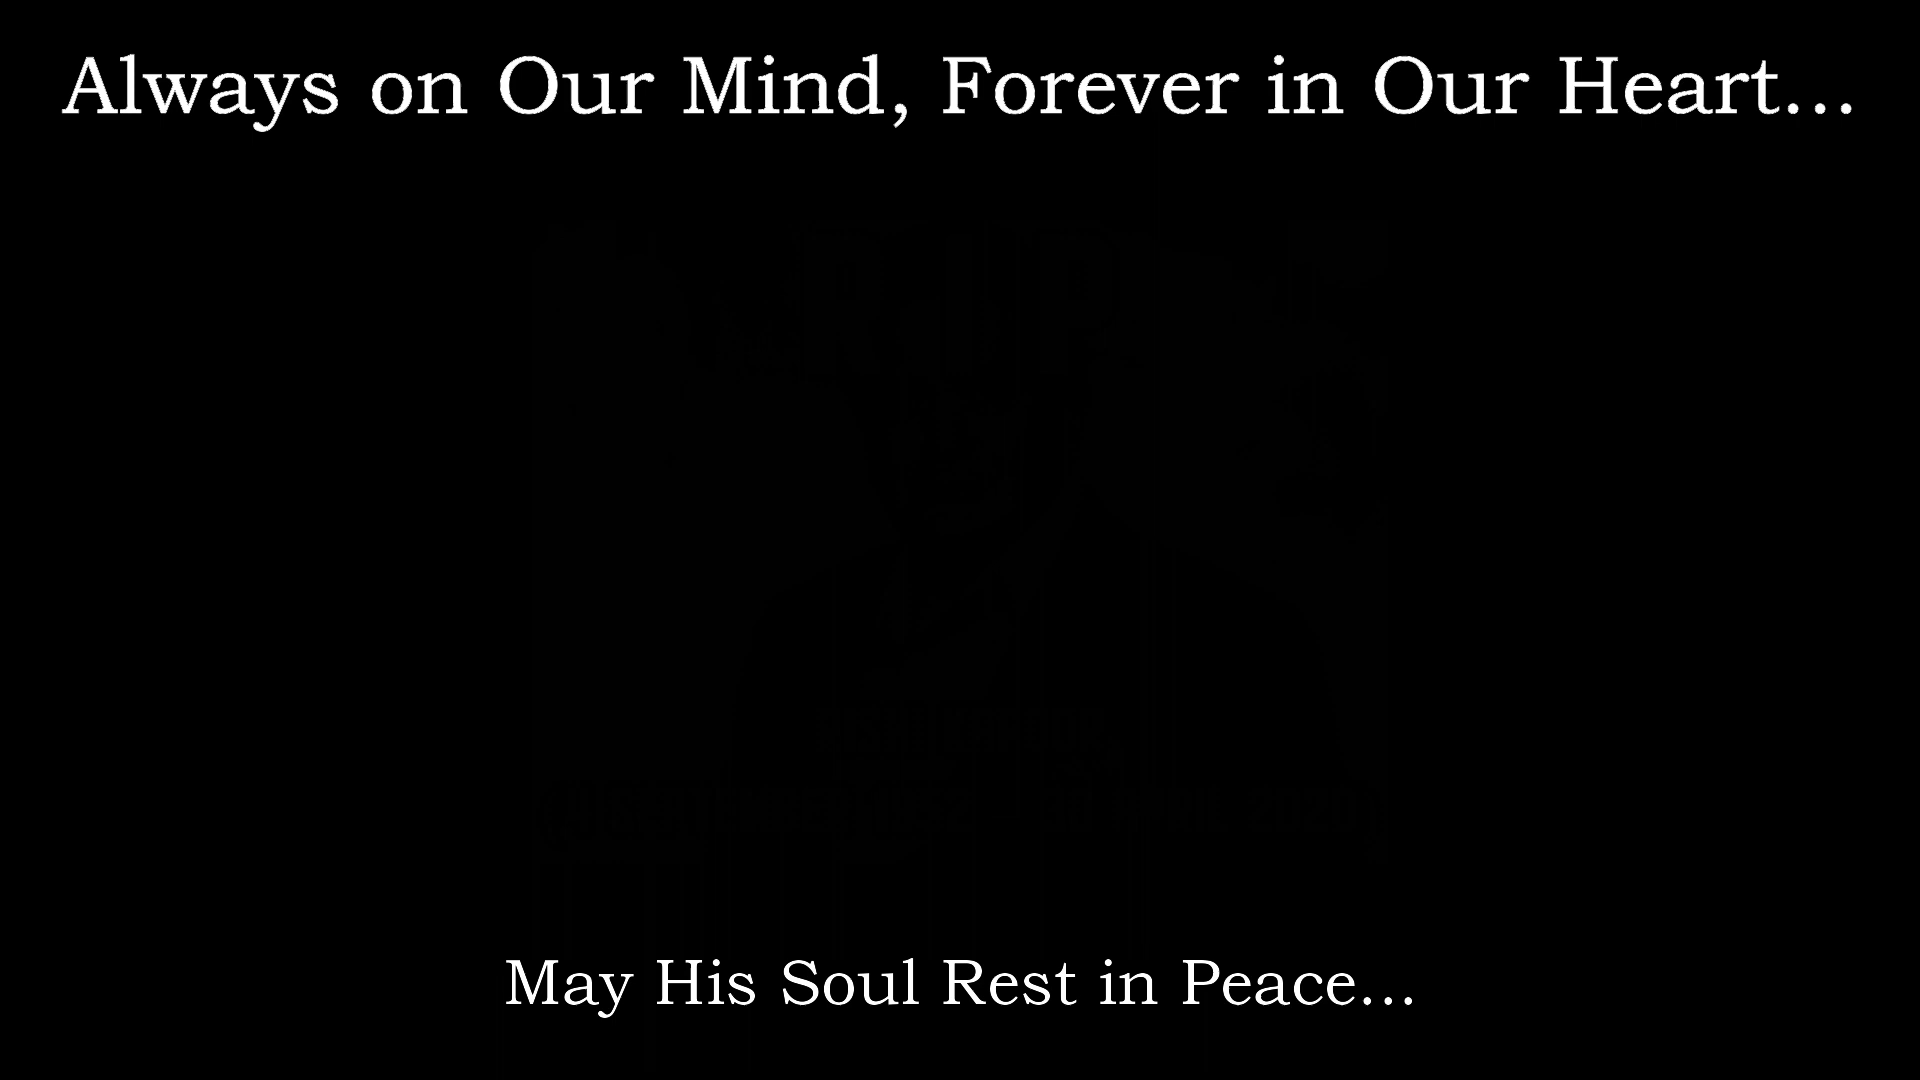 Always on Our Mind, Forever in Our Heart...
R I P
May His Soul Rest in Peace...